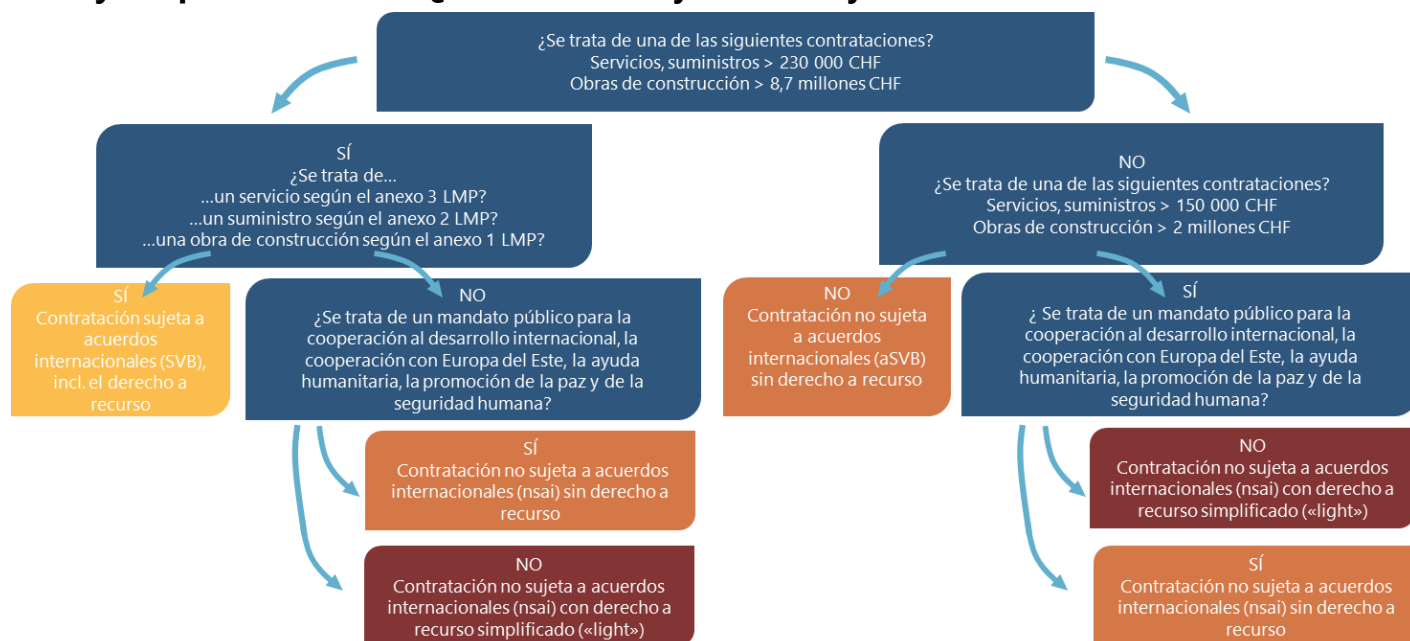 ¿Se trata de una de las siguientes contrataciones?
Servicios, suministros > 230 000 CHF
Obras de construcción > 8,7 millones CHF
SÍ
¿Se trata de...
...un servicio según el anexo 3 LMP?
...un suministro según el anexo 2 LMP?
...una obra de construcción según el anexo 1 LMP?
NO
¿Se trata de una de las siguientes contrataciones?
Servicios, suministros > 150 000 CHF
Obras de construcción > 2 millones CHF
SÍ
Contratación sujeta a
acuerdos
internacionales (SVB),
incl. el derecho a
recurso
NO
¿Se trata de un mandato público para la
cooperación al desarrollo internacional, la
cooperación con Europa del Este, la ayuda
humanitaria, la promoción de la paz y de la
seguridad humana?
NO
Contratación no sujeta
a acuerdos
internacionales (aSVB)
sin derecho a recurso
SÍ
¿ Se trata de un mandato público para la
cooperación al desarrollo internacional, la
cooperación con Europa del Este, la ayuda
humanitaria, la promoción de la paz y de la
seguridad humana?
SÍ
Contratación no sujeta a acuerdos
internacionales (nsai) sin derecho a
recurso
NO
Contratación no sujeta a acuerdos
internacionales (nsai) con derecho a
recurso simplificado («light»)
NO
Contratación no sujeta a acuerdos
internacionales (nsai) con derecho a
recurso simplificado («light»)
SÍ
Contratación no sujeta a acuerdos
internacionales (nsai) sin derecho a
recurso